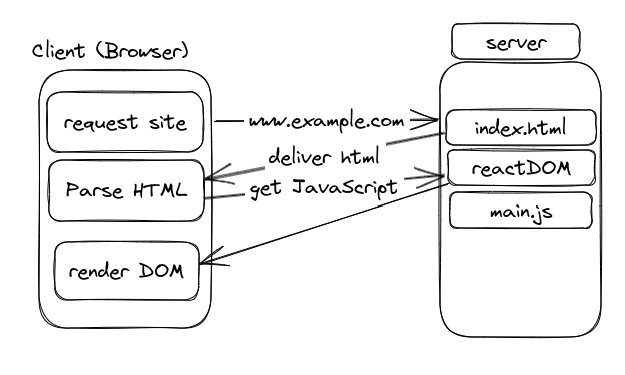 Client (Browser)
server
request site
www.example.com
index.html
deliver html
reactDOM
Parse HTML
get JavaScript
main.js
render DOM